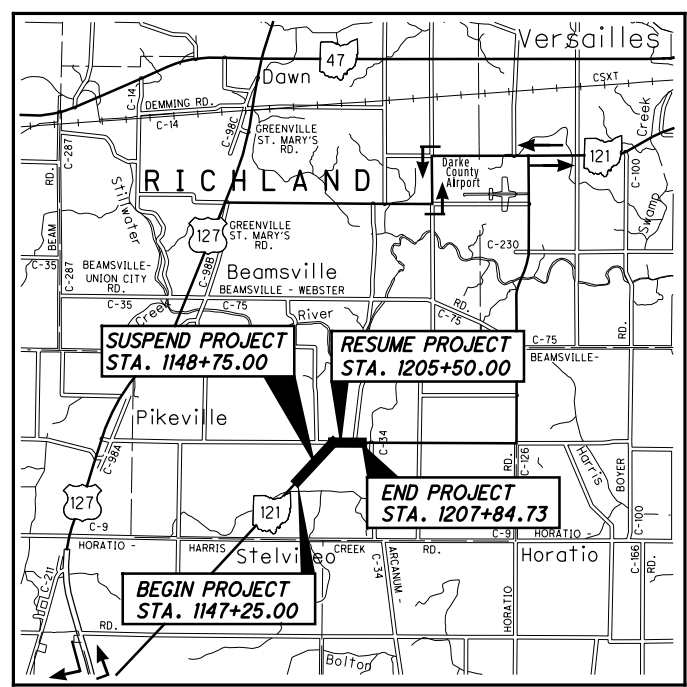 Versailles
47
Dawn
CSXT
C-14
DEMMING RD.
C-14
C-98C
GREENVILLE
ST. MARY'S
RD.
Creek
121
C-287
RD.
Darke
County
Airport
C-100
RICHLAND
Stillwater
Swamp
127
GREENVILLE
ST. MARY'S
RD.
BEAM
C-230
C-35
C-287
BEAMSVILLE-
UNION CITY
RD.
C-98B
Beamsville
BEAMSVILLE - WEBSTER
C-35
Creek
C-75
River
RD.
C-75
RD.
SUSPEND PROJECT
STA. 1148+75.00
RESUME PROJECT
STA. 1205+50.00
C-75
BEAMSVILLE-
Pikeville
C-98A
C-34
RD.
C-126
Harris
BOYER
127
121
END PROJECT
STA. 1207+84.73
C-100
C-9
C-9
HORATIO -
HORATIO -
HARRIS
Stelvideo
CREEK
RD.
Horatio
C-34
ARCANUM -
C-166
RD.
C-211
BEGIN PROJECT
STA. 1147+25.00
HORATIO
RD.
Bolton